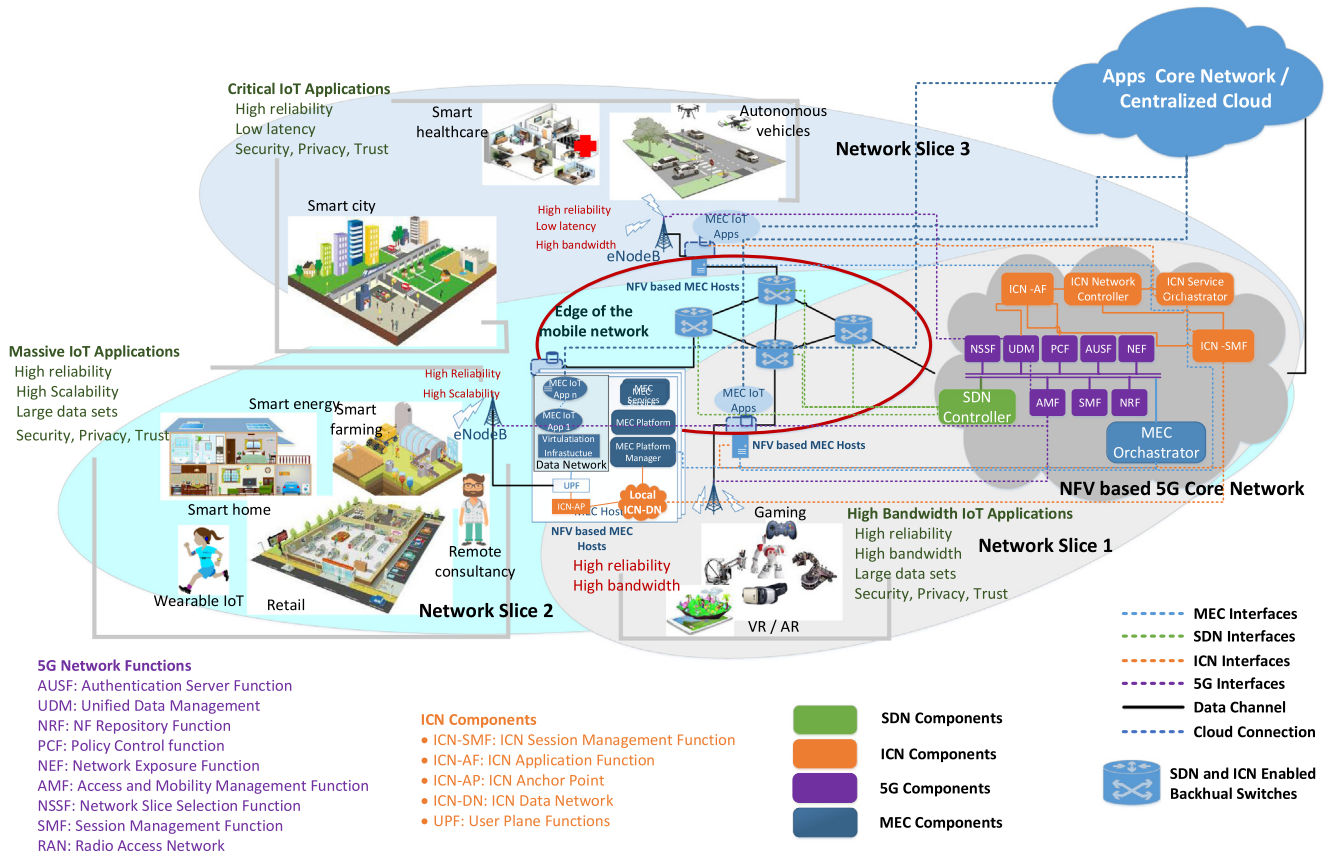 Apps Core Network /
Centralized Cloud
Critical IoT Applications
High reliability
Low latency
Security, Privacy, Trust
Smart
healthcare
Autonomous
vehicles
Network Slice 3
Smart city
High reliability
Low latency
High bandwidth
eNodeB
MEC IoT
Apps
NFV based MEC Hosts
Edge of the
mobile network
ICN -AF
ICN Network
Controller
ICN Service
Orchastrator
ICN -SMF
NSSF
UDM
PCF
AUSF
NEF
SDN
Controller
AMF
SMF
NRF
MEC
Orchestrator
NFV based 5G Core Network
Massive IoT Applications
High reliability
High Scalability
Large data sets
Security, Privacy, Trust
Smart energy
Smart
farming
High Reliability
High Scalability
eNodeB
Smart home
Wearable IoT
Retail
Remote
consultancy
Network Slice 2
MEC IoT
App n
MEC IoT
App 1
Virtulatiation
Infrastuctue
Data Network
MEC
Services
MEC Platform
MEC Platform
Manager
UPF
ICN-AP
Local
ICN-DN
MEC Host
NFV based MEC
Hosts
High reliability
High bandwidth
MEC IoT
Apps
NFV based MEC Hosts
Gaming
VR / AR
High Bandwidth IoT Applications
High reliability
High bandwidth
Large data sets
Security, Privacy, Trust
Network Slice 1
MEC Interfaces
SDN Interfaces
ICN Interfaces
5G Interfaces
Data Channel
Cloud Connection
SDN and ICN Enabled
Backhual Switches
5G Network Functions
AUSF: Authentication Server Function
UDM: Unified Data Management
NRF: NF Repository Function
PCF: Policy Control function
NEF: Network Exposure Function
AMF: Access and Mobility Management Function
NSSF: Network Slice Selection Function
SMF: Session Management Function
RAN: Radio Access Network
ICN Components
• ICN-SMF: ICN Session Management Function
• ICN-AF: ICN Application Function
• ICN-AP: ICN Anchor Point
• ICN-DN: ICN Data Network
• UPF: User Plane Functions
SDN Components
ICN Components
5G Components
MEC Components